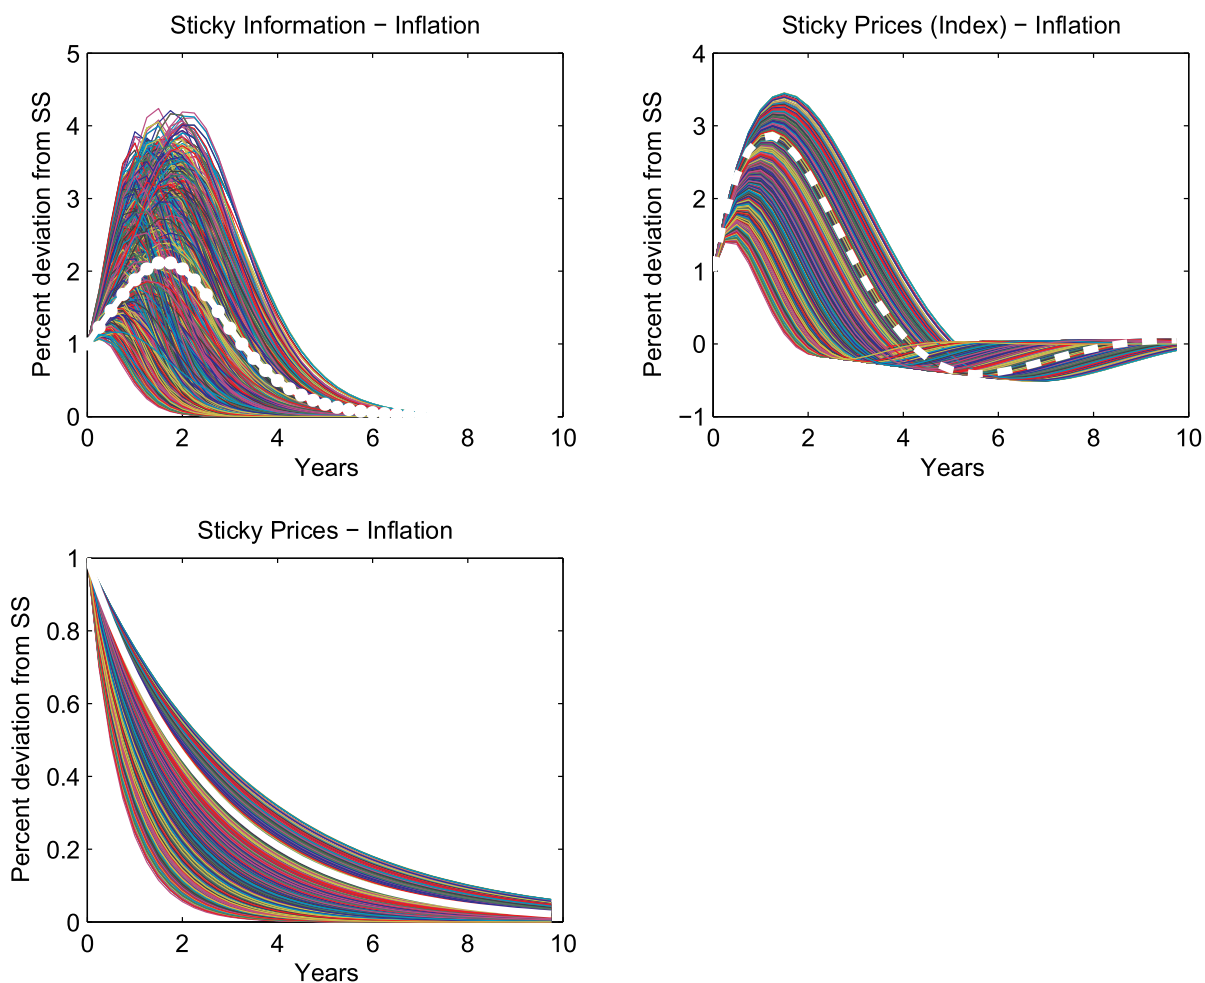 Sticky Information − Inflation
Percent deviation from SS
5
4
3
2
1
0
0 2 4 6 8 10
Years
Sticky Prices (Index) − Inflation
Percent deviation from SS
4
3
2
1
0
−1
0 2 4 6 8 10
Years
Sticky Prices − Inflation
Percent deviation from SS
1
0.8
0.6
0.4
0.2
0
0 2 4 6 8 10
Years